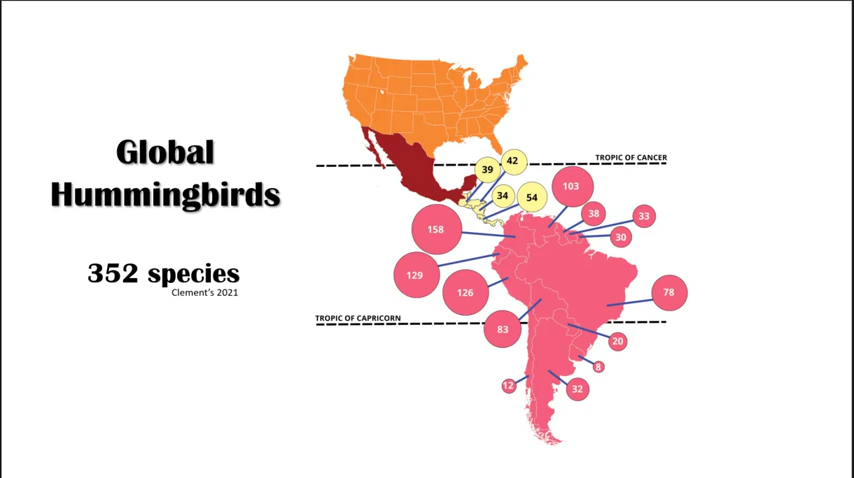 Global
Hummingbirds
352 species
Clement's 2021
TROPIC OF CANCER
42
39
34
54
103
38
33
30
158
129
126
78
TROPIC OF CAPRICORN
83
20
8
12
32